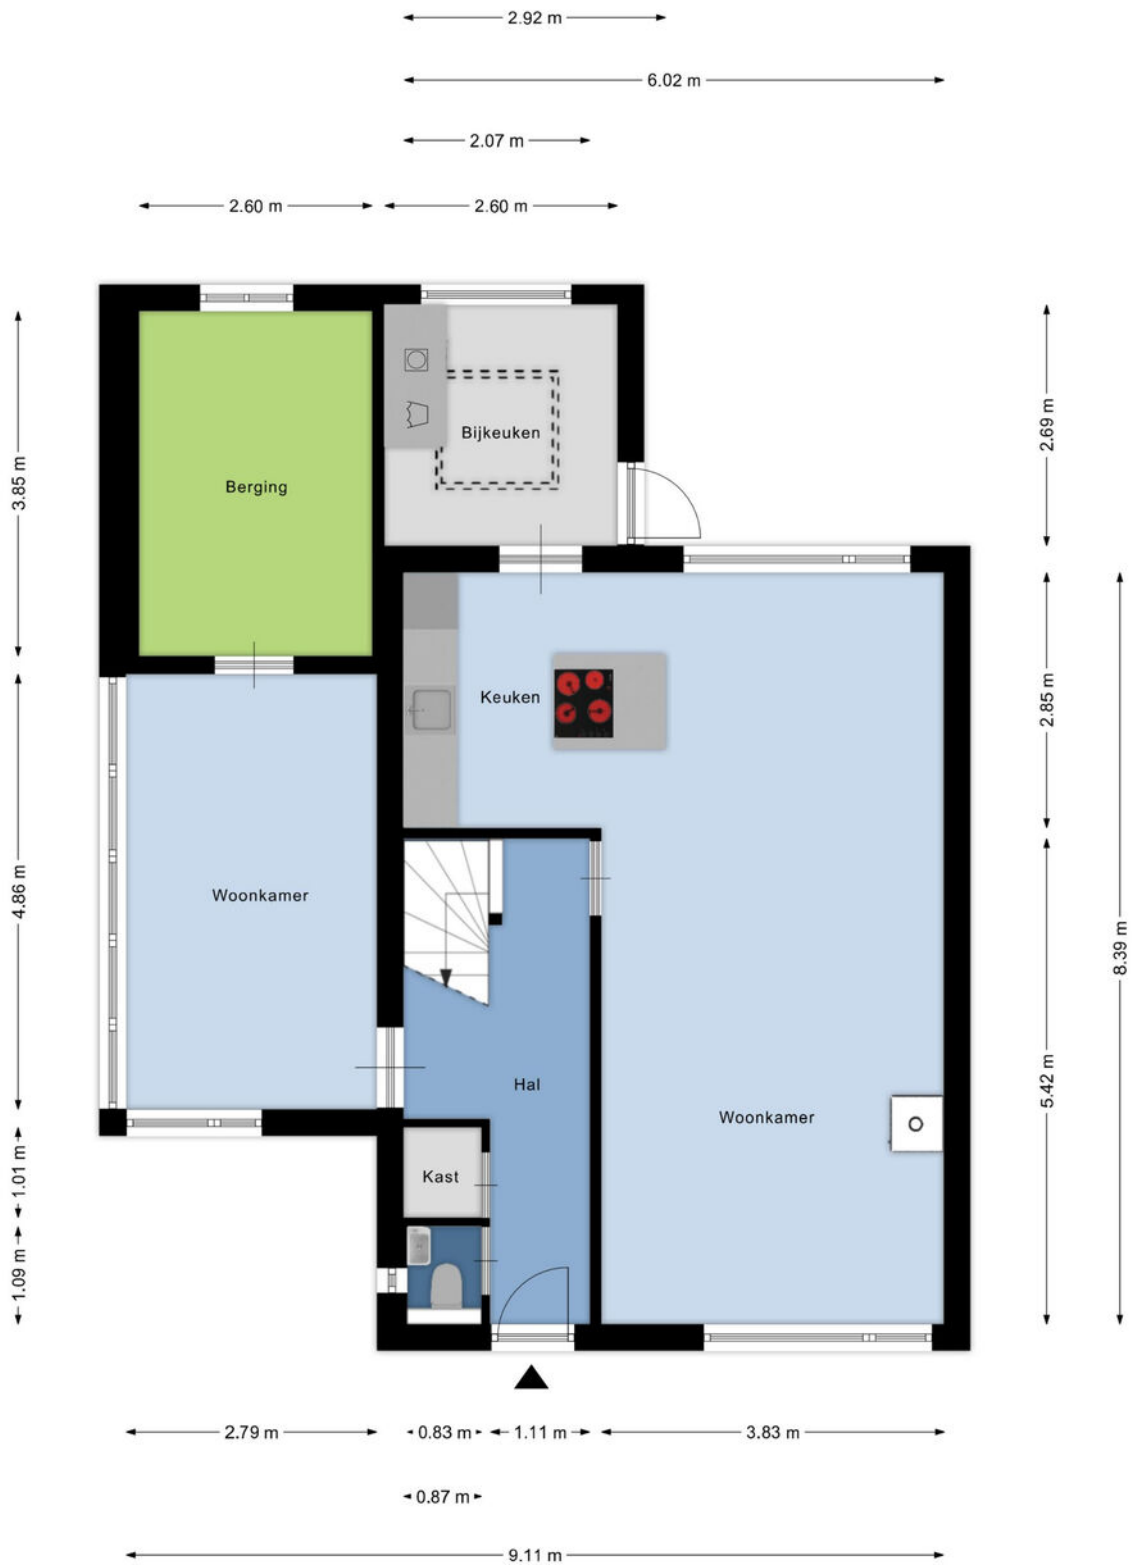 2.92 m
6.02 m
2.07 m
2.60 m
2.60 m
3.85 m
2.69 m
Bijkeuken
Berging
Keuken
2.85 m
4.86 m
Woonkamer
8.39 m
Hal
5.42 m
Woonkamer
1.01 m
Kast
1.09 m
2.79 m
0.83 m
1.11 m
3.83 m
0.87 m
9.11 m